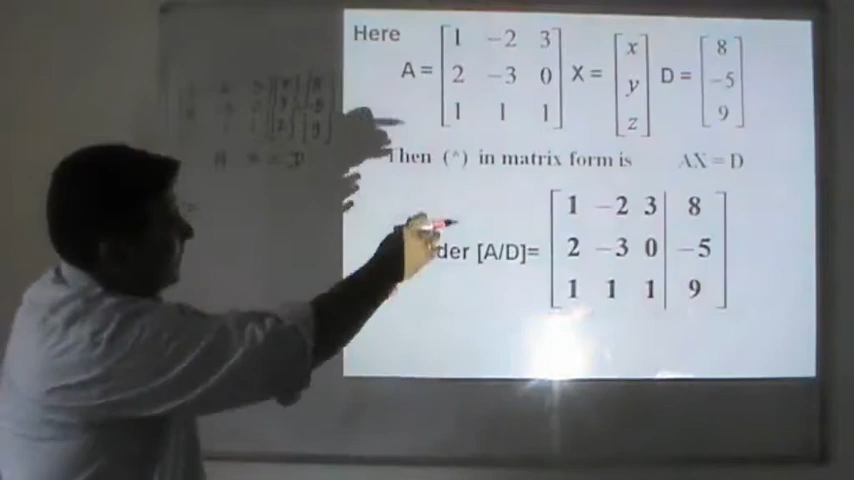 Here
A = [ 1 -2 3 ] X = [ x ] D = [ 8 ]
[ 2 -3 0 ] [ y ] [ -5 ]
[ 1 1 1 ] [ z ] [ 9 ]
Then (^) in matrix form is AX = D
der [A/D]= [ 1 -2 3 | 8 ]
[ 2 -3 0 | -5 ]
[ 1 1 1 | 9 ]